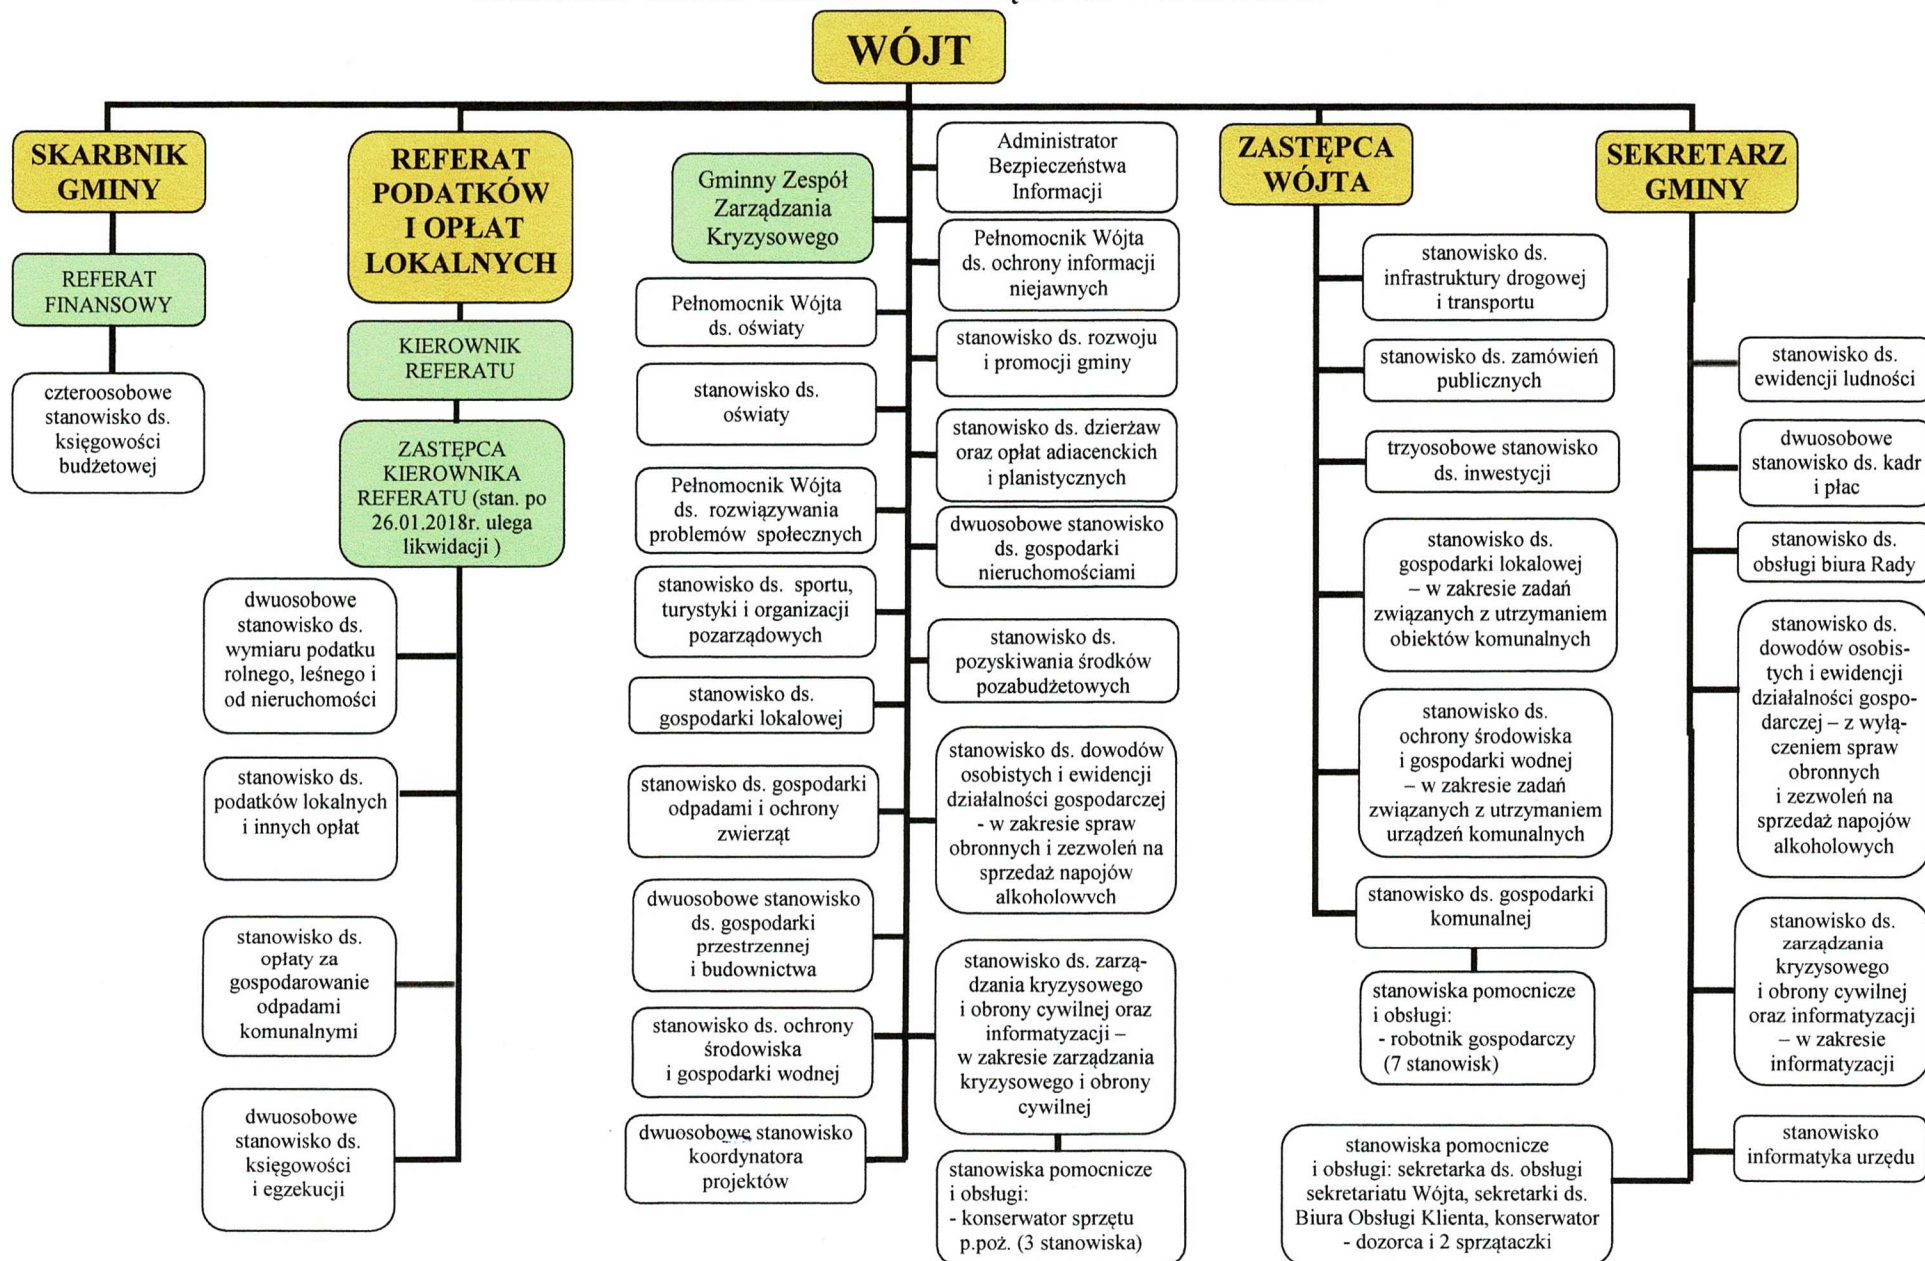 WÓJT
SKARBNIK
GMINY
REFERAT
FINANSOWY
czteroosobowe
stanowisko ds.
księgowości
budżetowej
REFERAT
PODATKÓW
I OPŁAT
LOKALNYCH
KIEROWNIK
REFERATU
ZASTĘPCA
KIEROWNIKA
REFERATU (stan. po
26.01.2018r. ulega
likwidacji )
dwuosobowe
stanowisko ds.
wymiaru podatku
rolnego, leśnego i
od nieruchomości
stanowisko ds.
podatków lokalnych
i innych opłat
stanowisko ds.
opłaty za
gospodarowanie
odpadami
komunalnymi
dwuosobowe
stanowisko ds.
księgowości
i egzekucji
Gminny Zespół
Zarządzania
Kryzysowego
Pełnomocnik Wójta
ds. oświaty
stanowisko ds.
oświaty
Pełnomocnik Wójta
ds. rozwiązywania
problemów społecznych
stanowisko ds. sportu,
turystyki i organizacji
pozarządowych
stanowisko ds.
gospodarki lokalowej
stanowisko ds. gospodarki
odpadami i ochrony
zwierząt
dwuosobowe stanowisko
ds. gospodarki
przestrzennej
i budownictwa
stanowisko ds. ochrony
środowiska
i gospodarki wodnej
dwuosobowe stanowisko
koordynatora
projektów
Administrator
Bezpieczeństwa
Informacji
Pełnomocnik Wójta
ds. ochrony informacji
niejawnych
stanowisko ds. rozwoju
i promocji gminy
stanowisko ds. dzierżaw
oraz opłat adiacenckich
i planistycznych
dwuosobowe stanowisko
ds. gospodarki
nieruchomościami
stanowisko ds.
pozyskiwania środków
pozabudżetowych
stanowisko ds. dowodów
osobistych i ewidencji
działalności gospodarczej
- w zakresie spraw
obronnych i zezwoleń na
sprzedaż napojów
alkoholowych
stanowisko ds. zarzą-
dzania kryzysowego
i obrony cywilnej oraz
informatyzacji –
w zakresie zarządzania
kryzysowego i obrony
cywilnej
stanowiska pomocnicze
i obsługi:
- konserwator sprzętu
p.poż. (3 stanowiska)
ZASTĘPCA
WÓJTA
stanowisko ds.
infrastruktury drogowej
i transportu
stanowisko ds. zamówień
publicznych
trzyosobowe stanowisko
ds. inwestycji
stanowisko ds.
gospodarki lokalowej
– w zakresie zadań
związanych z utrzymaniem
obiektów komunalnych
stanowisko ds.
ochrony środowiska
i gospodarki wodnej
– w zakresie zadań
związanych z utrzymaniem
urządzeń komunalnych
stanowisko ds. gospodarki
komunalnej
stanowiska pomocnicze
i obsługi:
- robotnik gospodarczy
(7 stanowisk)
SEKRETARZ
GMINY
stanowisko ds.
ewidencji ludności
dwuosobowe
stanowisko ds. kadr
i płac
stanowisko ds.
obsługi biura Rady
stanowisko ds.
dowodów osobis-
tych i ewidencji
działalności gospo-
darczej – z wyłą-
czeniem spraw
obronnych
i zezwoleń na
sprzedaż napojów
alkoholowych
stanowisko ds.
zarządzania
kryzysowego
i obrony cywilnej
oraz informatyzacji
– w zakresie
informatyzacji
stanowisko
informatyka urzędu
stanowiska pomocnicze
i obsługi: sekretarka ds. obsługi
sekretariatu Wójta, sekretarki ds.
Biura Obsługi Klienta, konserwator
- dozorca i 2 sprzątaczki